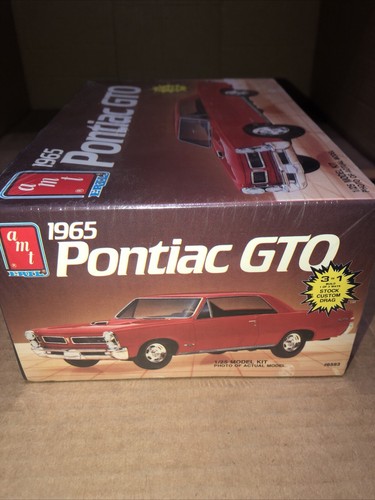 1965
Pontiac GTO
amt
ERTL
1965
Pontiac GTO
amt
ERTL
3 in 1
STOCK
CUSTOM
DRAG
1/25 MODEL KIT
PHOTO OF ACTUAL MODEL